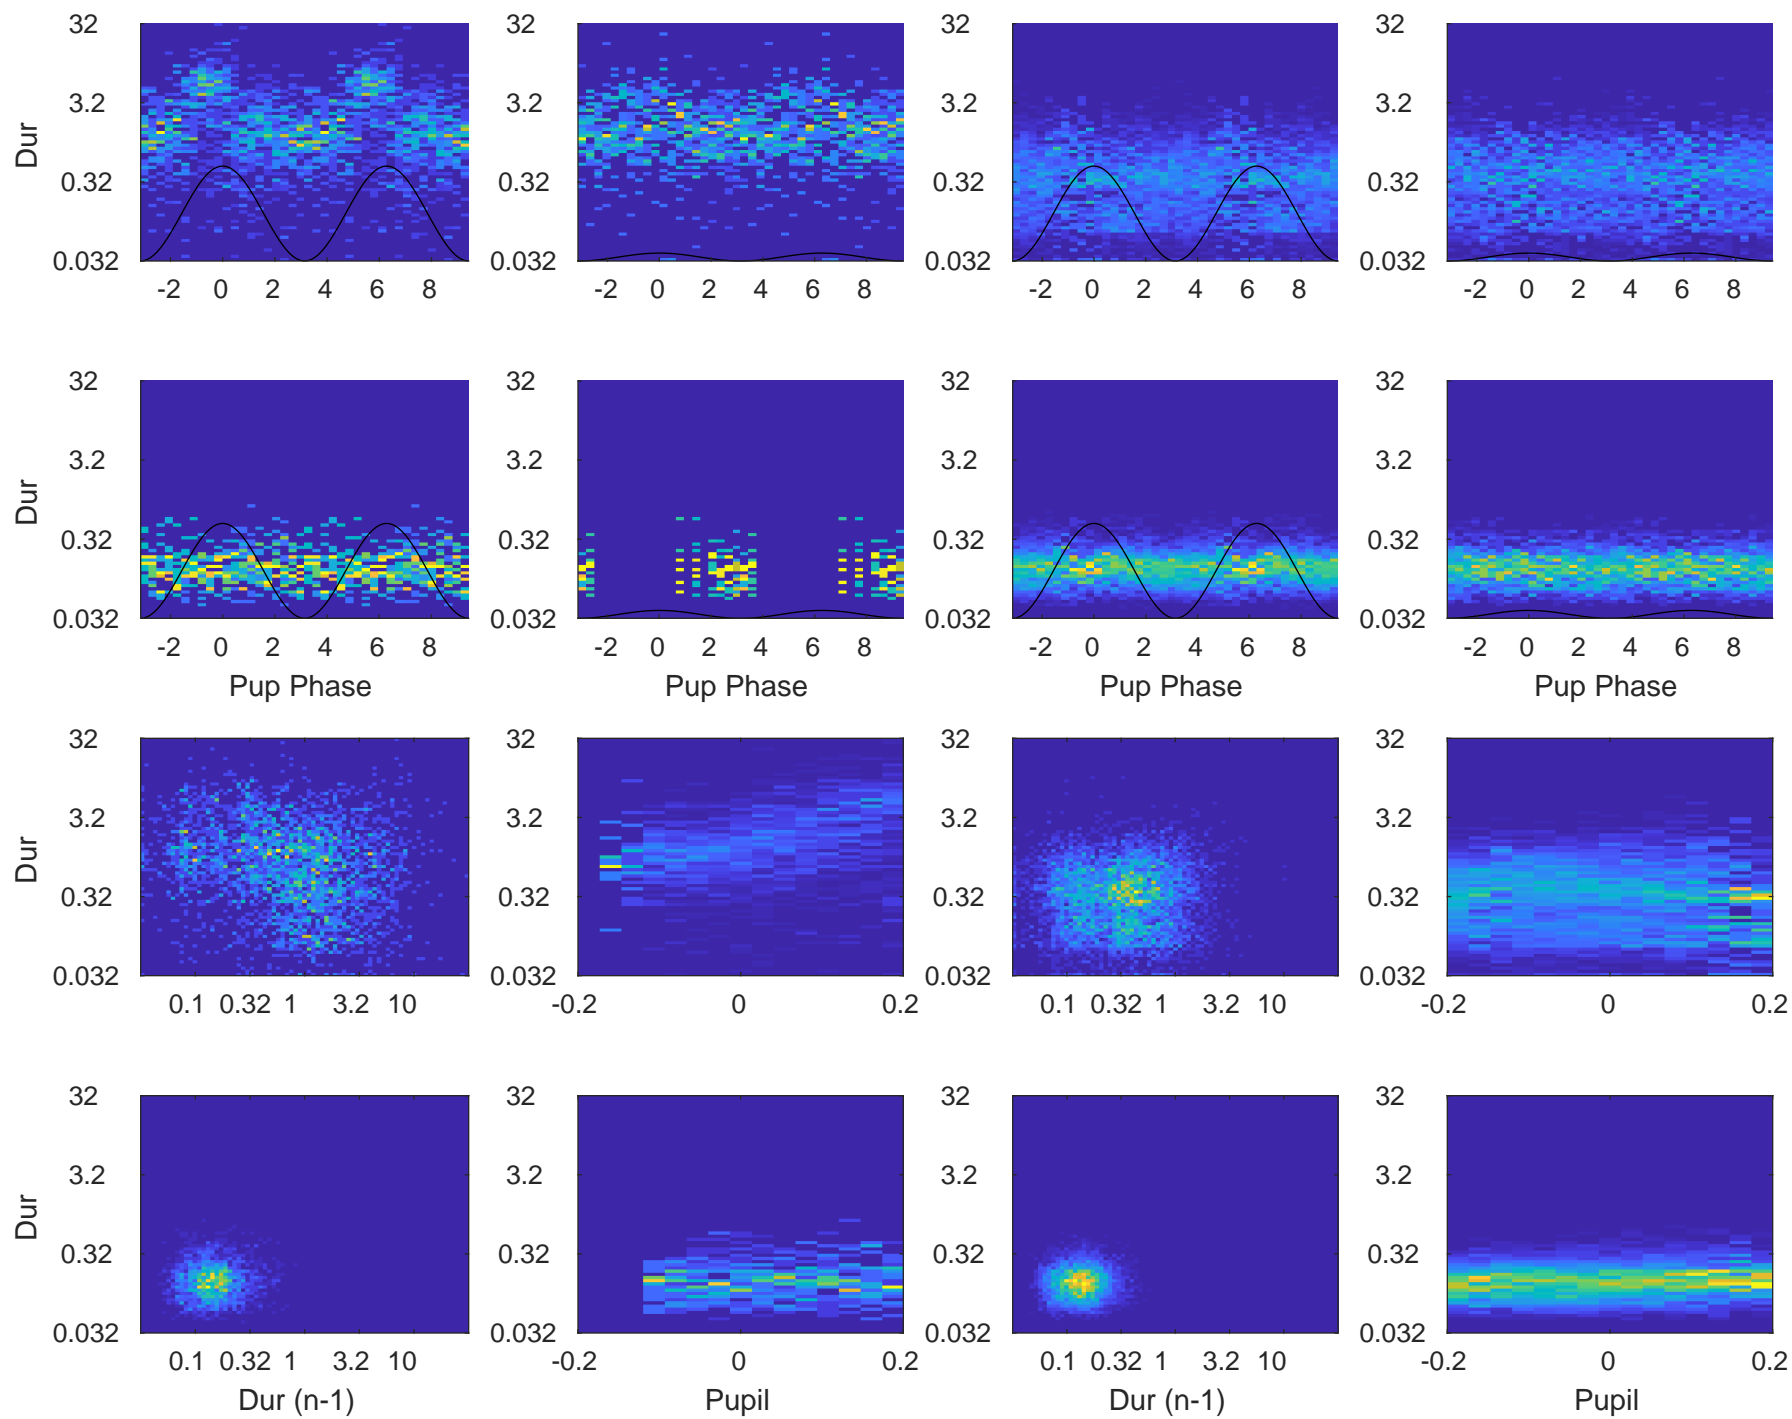 32 32 32 32
Dur 3.2 3.2 3.2 3.2
0.32 0.32 0.32 0.32
0.032 0.032 0.032 0.032
-2 0 2 4 6 8 -2 0 2 4 6 8 -2 0 2 4 6 8 -2 0 2 4 6 8
32 32 32 32
3.2 3.2 3.2 3.2
Dur 0.32 0.32 0.32 0.32
0.032 0.032 0.032 0.032
-2 0 2 4 6 8 -2 0 2 4 6 8 -2 0 2 4 6 8 -2 0 2 4 6 8
Pup Phase Pup Phase Pup Phase Pup Phase
32 32 32 32
3.2 3.2 3.2 3.2
Dur 0.32 0.32 0.32 0.32
0.032 0.032 0.032 0.032
0.1 0.32 1 3.2 10 -0.2 0 0.2 0.1 0.32 1 3.2 10 -0.2 0 0.2
32 32 32 32
3.2 3.2 3.2 3.2
Dur 0.32 0.32 0.32 0.32
0.032 0.032 0.032 0.032
0.1 0.32 1 3.2 10 -0.2 0 0.2 0.1 0.32 1 3.2 10 -0.2 0 0.2
Dur (n-1) Pupil Dur (n-1) Pupil